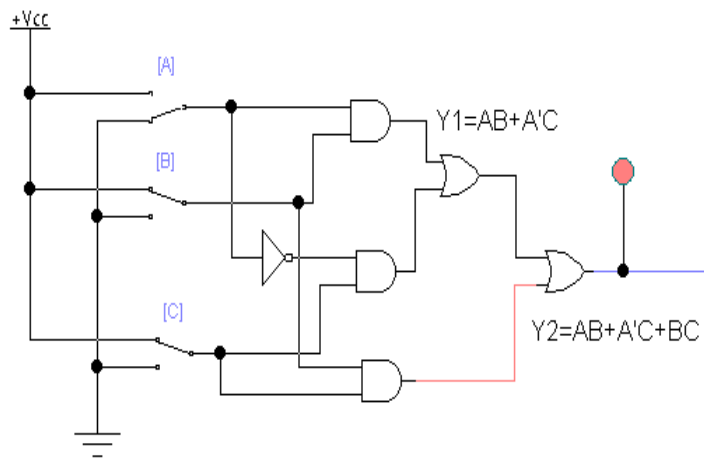 +Vcc
[A]
Y1=AB+A'C
[B]
[C]
Y2=AB+A'C+BC